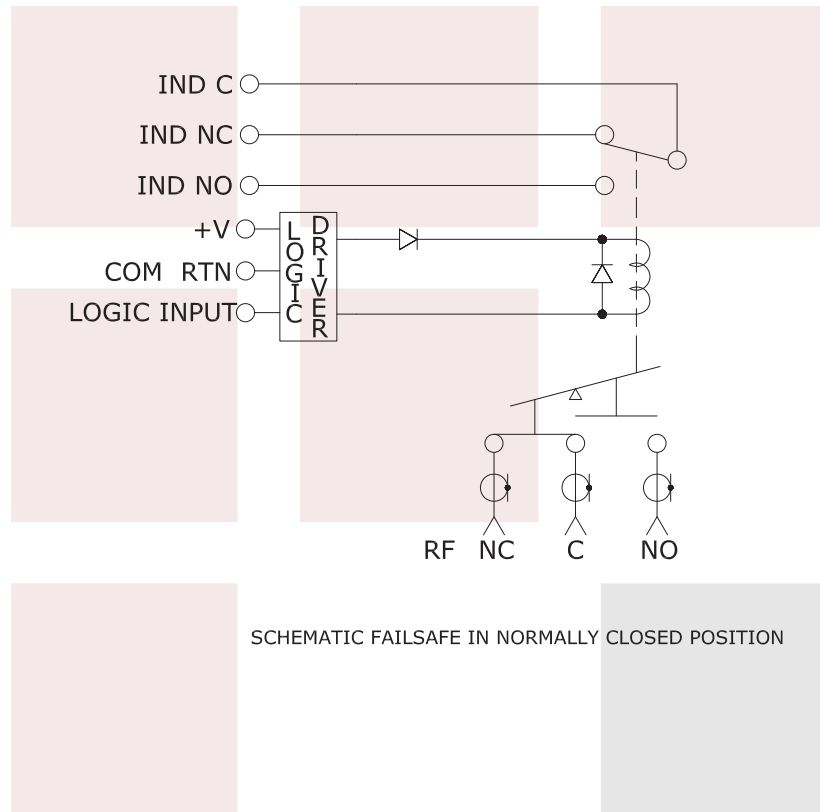 IND C
IND NC
IND NO
+V
COM RTN
LOGIC INPUT
LOGIC
DRIVER
RF NC C NO
SCHEMATIC FAILSAFE IN NORMALLY CLOSED POSITION